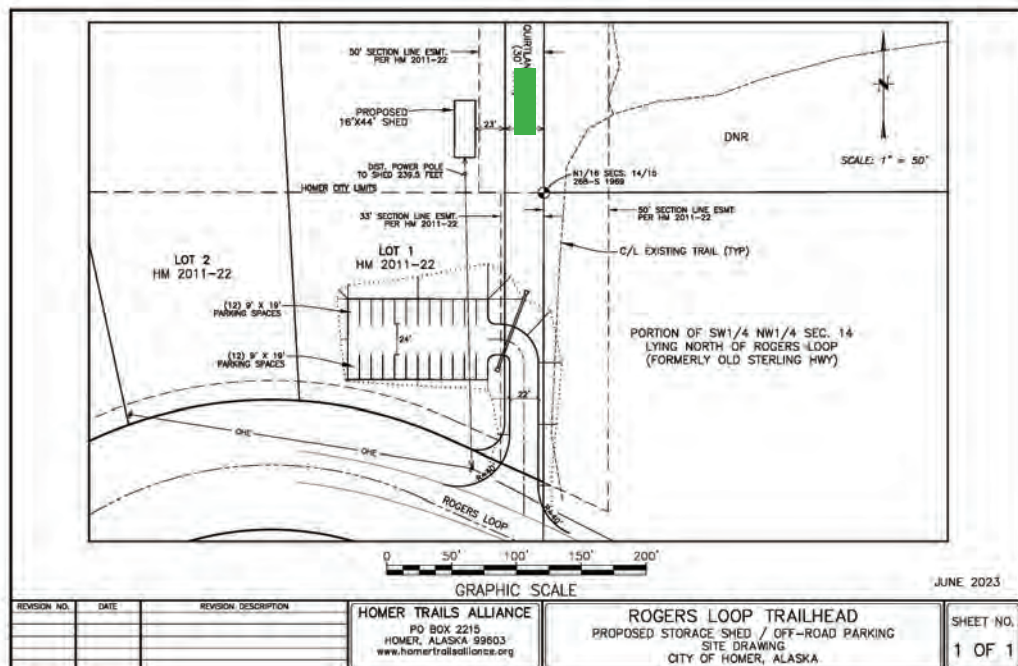 50' SECTION LINE ESMT.
PER HM 2011-22
(30'
PROPOSED
16'X44' SHED
23'
DNR
N
SCALE: 1" = 50'
DIST. POWER POLE
TO SHED 239.5 FEET
N1/16 SECS. 14/15
268-S 1969
HOMER CITY LIMITS
33' SECTION LINE ESMT.
PER HM 2011-22
50' SECTION LINE ESMT
PER HM 2011-22
LOT 2
HM 2011-22
LOT 1
HM 2011-22
C/L EXISTING TRAIL (TYP)
(12) 9' X 19'
PARKING SPACES
24'
(12) 9' X 19'
PARKING SPACES
PORTION OF SW1/4 NW1/4 SEC. 14
LYING NORTH OF ROGERS LOOP
(FORMERLY OLD STERLING HWY)
22'
OHE
OHE
ROGERS LOOP
0 50' 100' 150' 200'
GRAPHIC SCALE
JUNE 2023
REVISION NO. DATE REVISION DESCRIPTION
HOMER TRAILS ALLIANCE
PO BOX 2215
HOMER, ALASKA 99603
www.homertrailsalliance.org
ROGERS LOOP TRAILHEAD
PROPOSED STORAGE SHED / OFF-ROAD PARKING
SITE DRAWING
CITY OF HOMER, ALASKA
SHEET NO.
1 OF 1